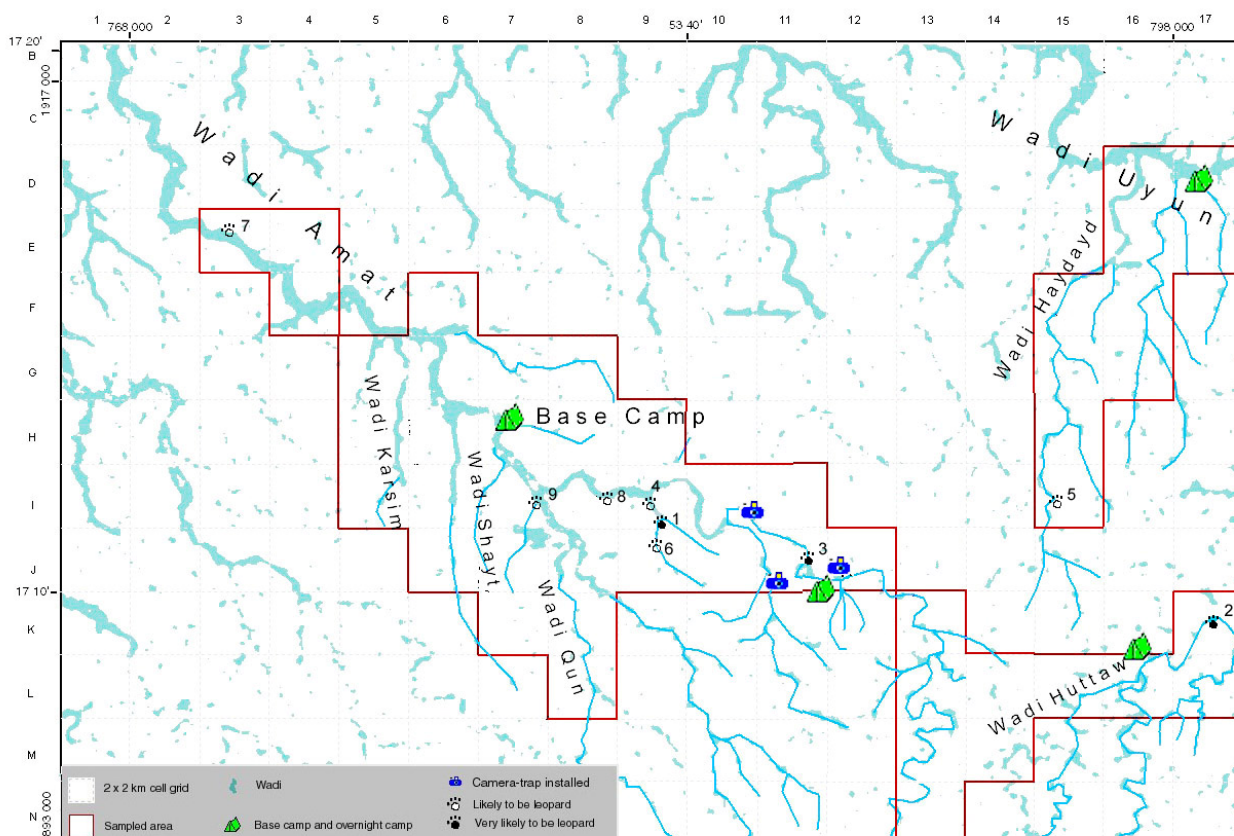 1 2 3 4 5 6 7 8 9 10 11 12 13 14 15 16 17
768 000 53 40' 798 000
17 20'
B
1917 000
C
D
E
F
G
H
I
J
17 10'
K
L
M
N
893 000
Wadi Amat
Wadi Uyun
Wadi Haydayd
7
Base Camp
Wadi Karsim
Wadi Shayt
9
8
4
1
6
3
5
2
Wadi Qun
Wadi Huttaw
2 x 2 km cell grid
Wadi
Camera-trap installed
Likely to be leopard
Sampled area
Base camp and overnight camp
Very likely to be leopard